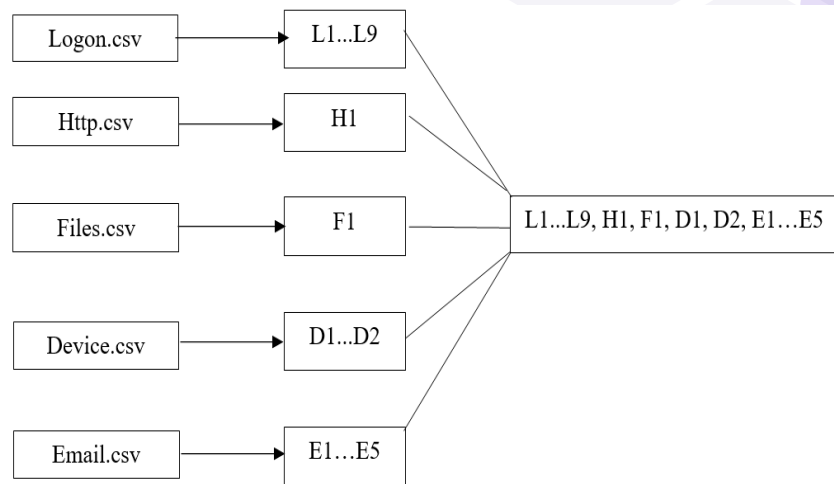 Logon.csv
L1...L9
Http.csv
H1
Files.csv
F1
L1...L9, H1, F1, D1, D2, E1…E5
Device.csv
D1...D2
Email.csv
E1…E5